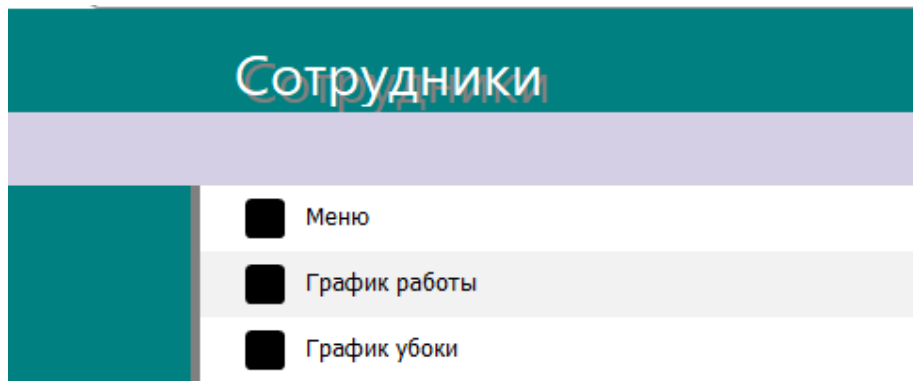 Сотрудники
Меню
График работы
График убоки